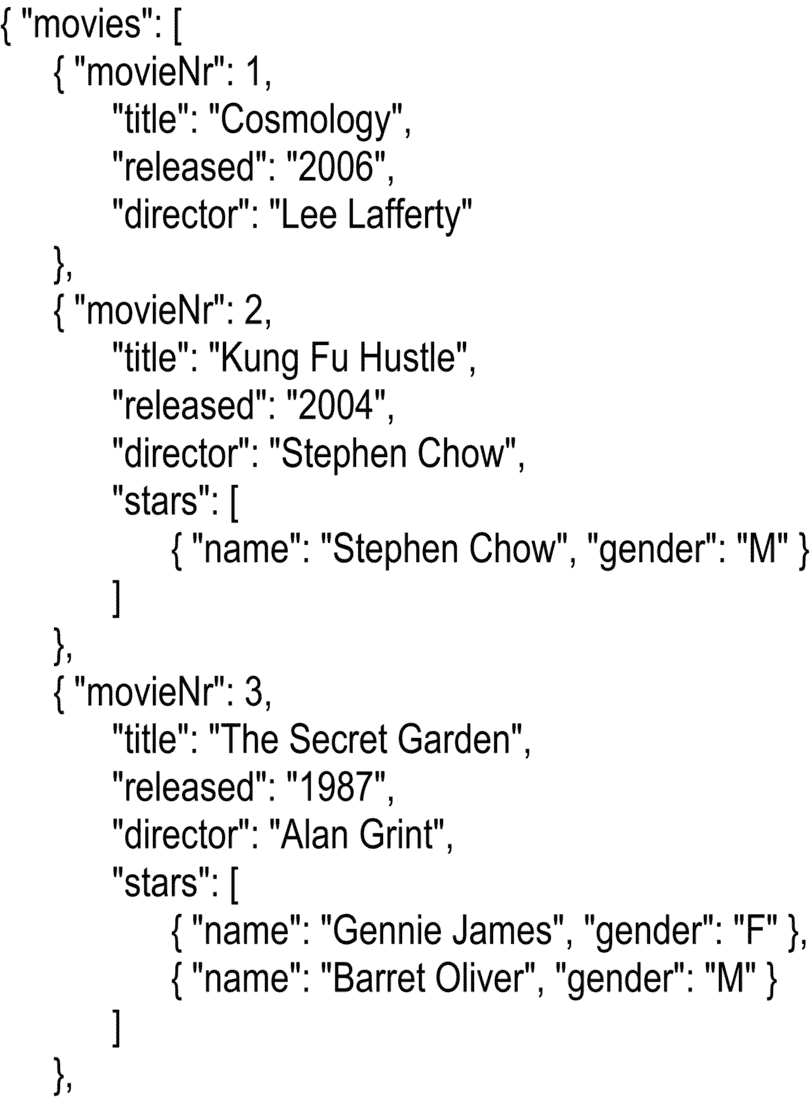 { "movies": [
{ "movieNr": 1,
"title": "Cosmology",
"released": "2006",
"director": "Lee Lafferty"
},
{ "movieNr": 2,
"title": "Kung Fu Hustle",
"released": "2004",
"director": "Stephen Chow",
"stars": [
{ "name": "Stephen Chow", "gender": "M" }
]
},
{ "movieNr": 3,
"title": "The Secret Garden",
"released": "1987",
"director": "Alan Grint",
"stars": [
{ "name": "Gennie James", "gender": "F" },
{ "name": "Barret Oliver", "gender": "M" }
]
},